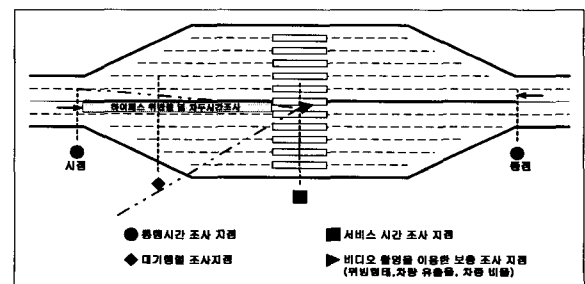 하이패스 위빙률 및 차두시간조사
시점
종점
통행시간 조사 지점
서비스 시간 조사 지점
대기행렬 조사지점
비디오 촬영을 이용한 보충 조사 지점
(위빙형태,차량 유출율, 차종 비율)